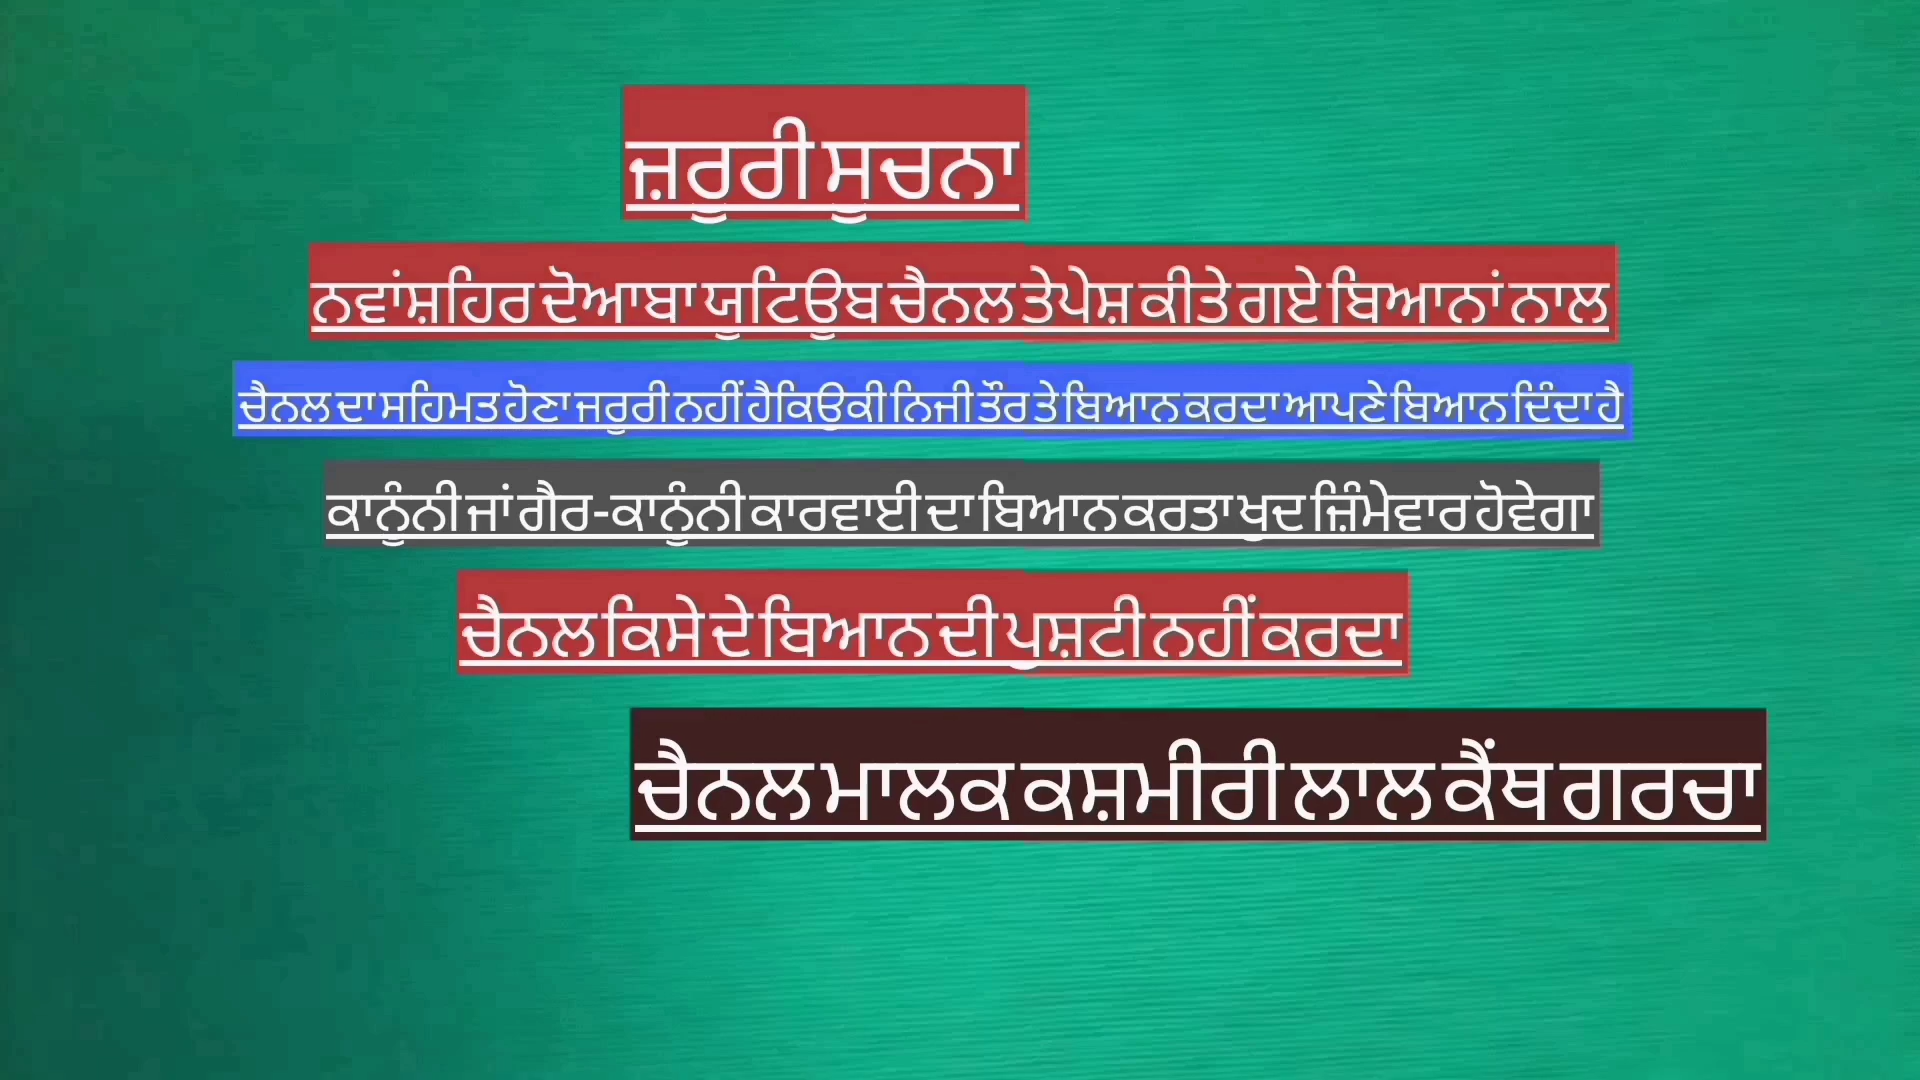 ਜ਼ਰੁਰੀ ਸੁਚਨਾ
ਨਵਾਂਸ਼ਹਿਰ ਦੋਆਬਾ ਯੁਟਿਊਬ ਚੈਨਲ ਤੇਪੇਸ਼ ਕੀਤੇ ਗਏ ਬਿਆਨਾਂ ਨਾਲ
ਚੈਨਲ ਦਾ ਸਹਿਮਤ ਹੋਣਾ ਜਰੁਰੀ ਨਹੀਂ ਹੈਕਿਉਕੀ ਨਿਜੀ ਤੌਰ ਤੇ ਬਿਆਨ ਕਰਦਾ ਆਪਣੇ ਬਿਆਨ ਦਿੰਦਾ ਹੈ
ਕਾਨੁੰਨੀ ਜਾਂ ਗੈਰ-ਕਾਨੁੰਨੀ ਕਾਰਵਾਈ ਦਾ ਬਿਆਨ ਕਰਤਾ ਖੁਦ ਜ਼ਿੰਮੇਵਾਰ ਹੋਵੇਗਾ
ਚੈਨਲ ਕਿਸੇ ਦੇ ਬਿਆਨ ਦੀ ਪੁਸ਼ਟੀ ਨਹੀਂ ਕਰਦਾ
ਚੈਨਲ ਮਾਲਕ ਕਸ਼ਮੀਰੀ ਲਾਲ ਕੈਂਥ ਗਰਚਾ